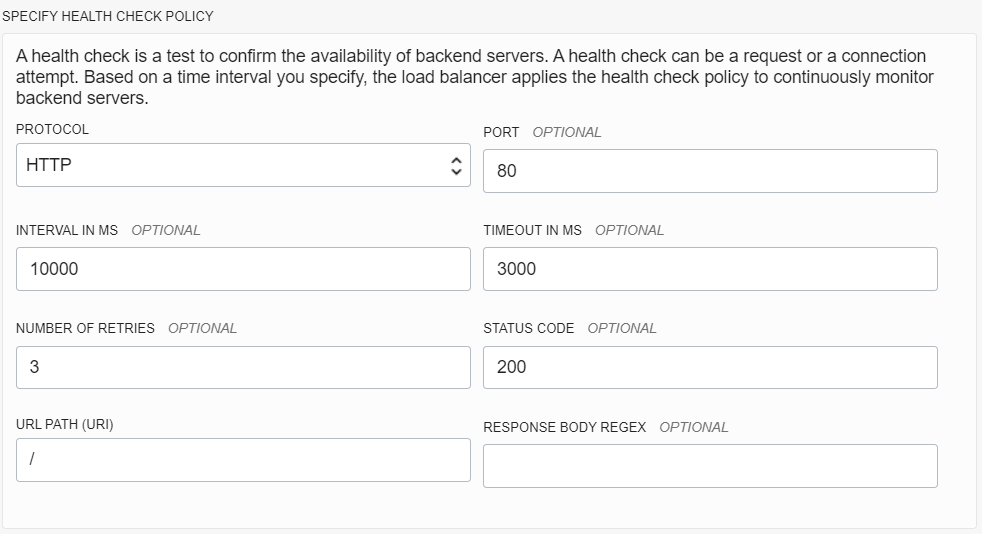 SPECIFY HEALTH CHECK POLICY
A health check is a test to confirm the availability of backend servers. A health check can be a request or a connection
attempt. Based on a time interval you specify, the load balancer applies the health check policy to continuously monitor
backend servers.
PROTOCOL
PORT OPTIONAL
HTTP
80
INTERVAL IN MS OPTIONAL
TIMEOUT IN MS OPTIONAL
10000
3000
NUMBER OF RETRIES OPTIONAL
STATUS CODE OPTIONAL
3
200
URL PATH (URI)
RESPONSE BODY REGEX OPTIONAL
/